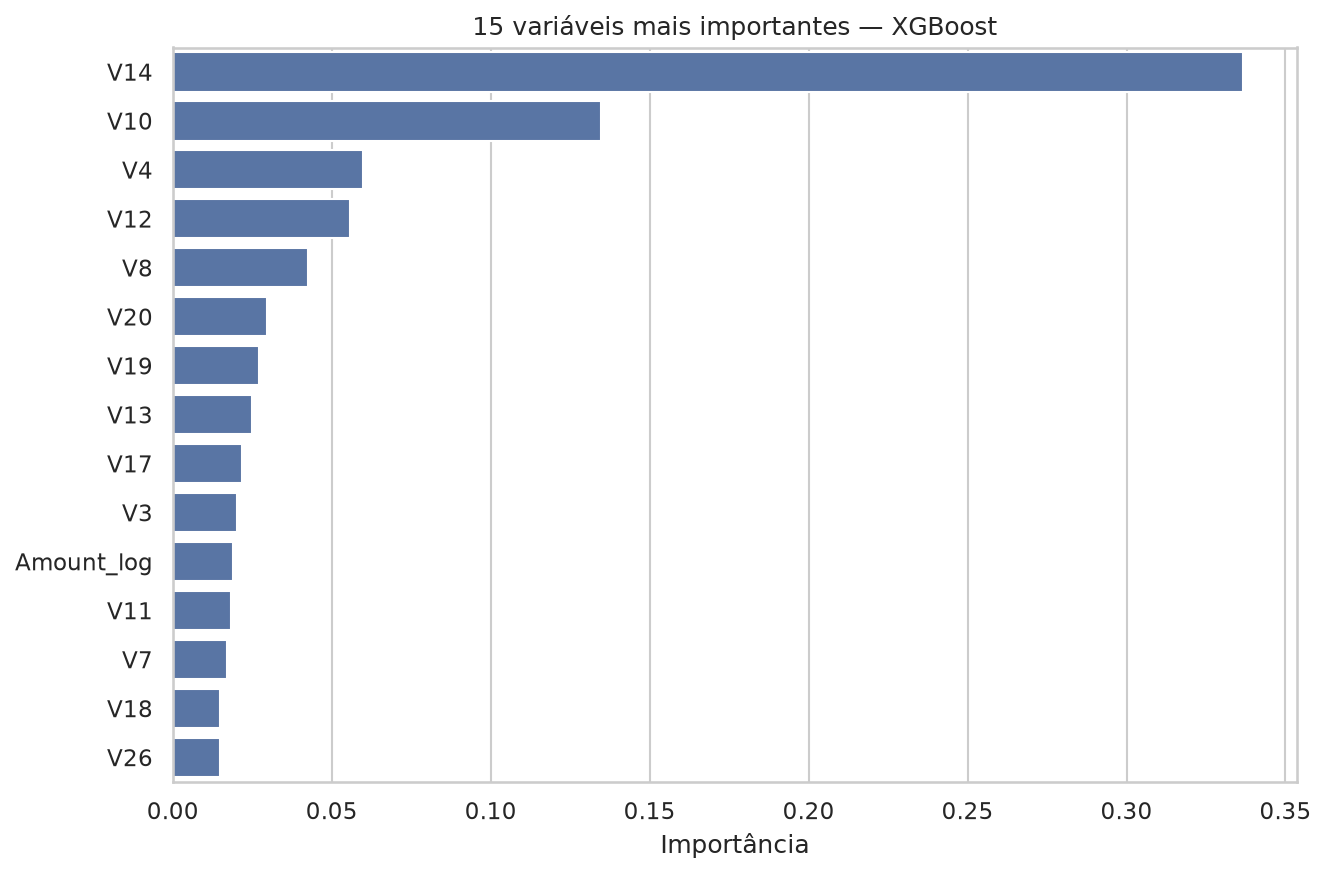 15 variáveis mais importantes — XGBoost
V14
V10
V4
V12
V8
V20
V19
V13
V17
V3
Amount_log
V11
V7
V18
V26
0.00 0.05 0.10 0.15 0.20 0.25 0.30 0.35
Importância